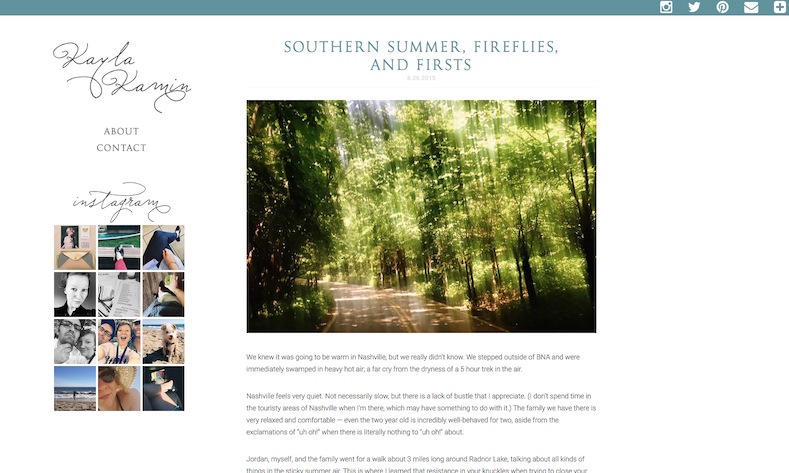 Kayla
Kamin
ABOUT
CONTACT
instagram
SOUTHERN SUMMER, FIREFLIES,
AND FIRSTS
8.26.2015
We knew it was going to be warm in Nashville, but we really didn't know. We stepped outside of BNA and were
immediately swamped in heavy hot air; a far cry from the dryness of a 5 hour trek in the air.
Nashville feels very quiet. Not necessarily slow, but there is a lack of bustle that I appreciate. (I don't spend time in
the touristy areas of Nashville when I'm there, which may have something to do with it.) The family we have there is
very relaxed and comfortable — even the two year old is incredibly well-behaved for two, aside from the
exclamations of "uh oh!" when there is literally nothing to "uh oh!" about.
Jordan, myself, and the family went for a walk about 3 miles long around Radnor Lake, talking about all kinds of
things in the sticky summer air. This is where I learned that resistance in your knuckles when trying to close your